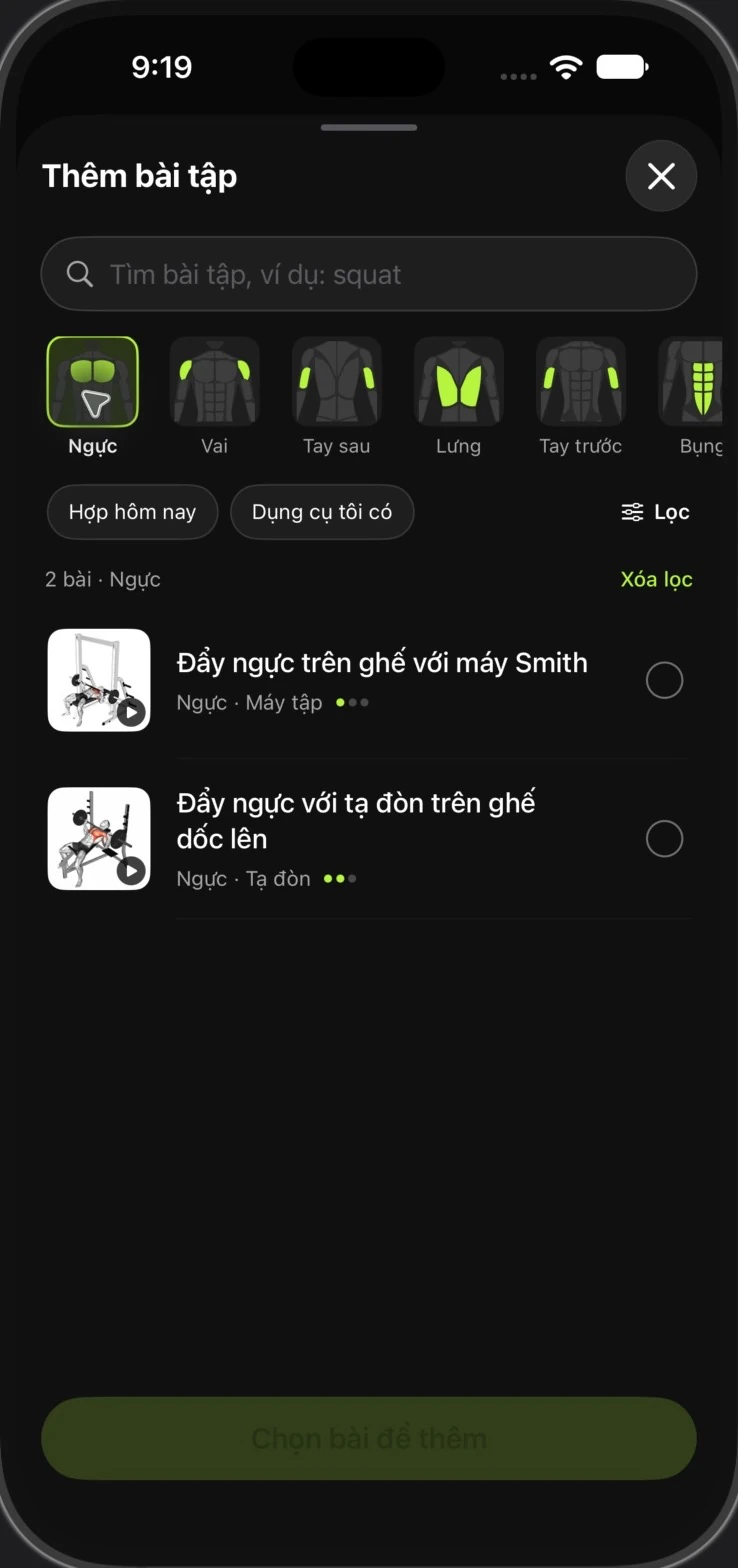 9:19
Thêm bài tập
Tìm bài tập, ví dụ: squat
Ngực
Vai
Tay sau
Lưng
Tay trước
Bụng
Hợp hôm nay
Dụng cụ tôi có
Lọc
2 bài · Ngực
Xóa lọc
Đẩy ngực trên ghế với máy Smith
Ngực · Máy tập
Đẩy ngực với tạ đòn trên ghế
dốc lên
Ngực · Tạ đòn
Chọn bài để thêm